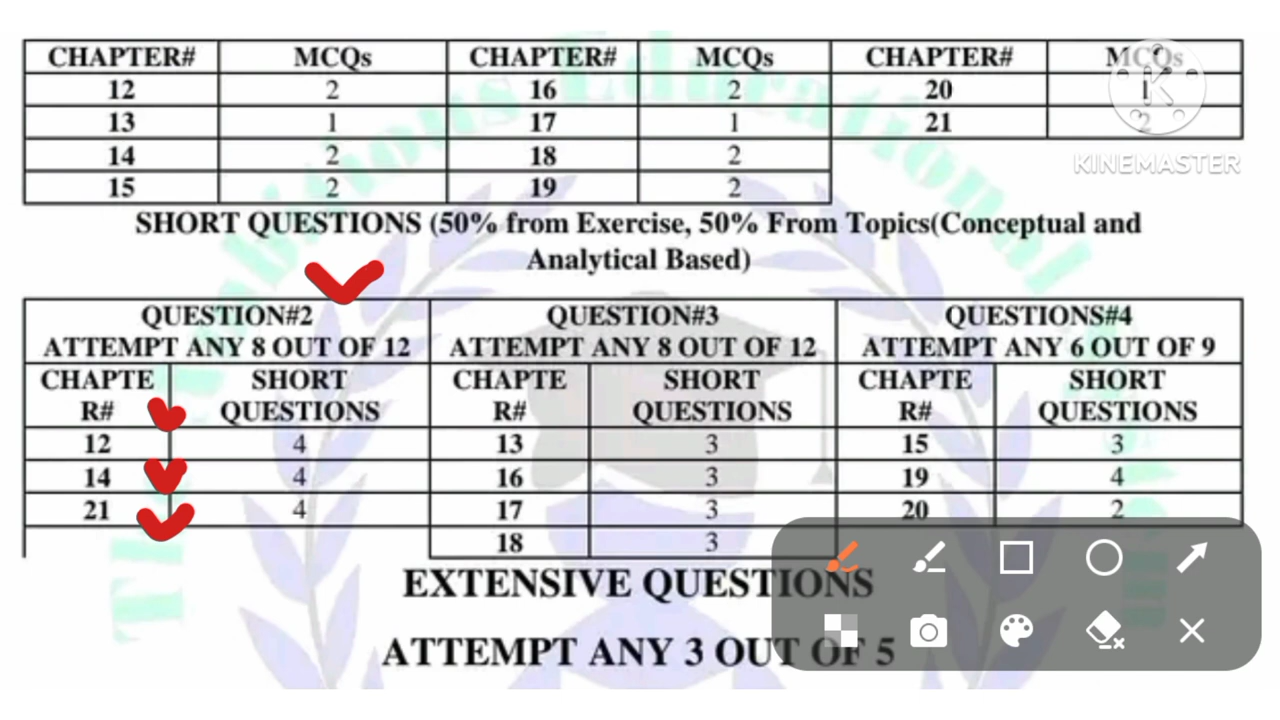 CHAPTER# MCQs CHAPTER# MCQs CHAPTER# MCQs
12 2 16 2 20 1
13 1 17 1 21 2
14 2 18 2
15 2 19 2
KINEMASTER
SHORT QUESTIONS (50% from Exercise, 50% From Topics(Conceptual and
Analytical Based)
QUESTION#2 QUESTION#3 QUESTIONS#4
ATTEMPT ANY 8 OUT OF 12 ATTEMPT ANY 8 OUT OF 12 ATTEMPT ANY 6 OUT OF 9
CHAPTE SHORT CHAPTE SHORT CHAPTE SHORT
R# QUESTIONS R# QUESTIONS R# QUESTIONS
12 4 13 3 15 3
14 4 16 3 19 4
21 4 17 3 20 2
18 3
EXTENSIVE QUESTIONS
ATTEMPT ANY 3 OUT OF 5